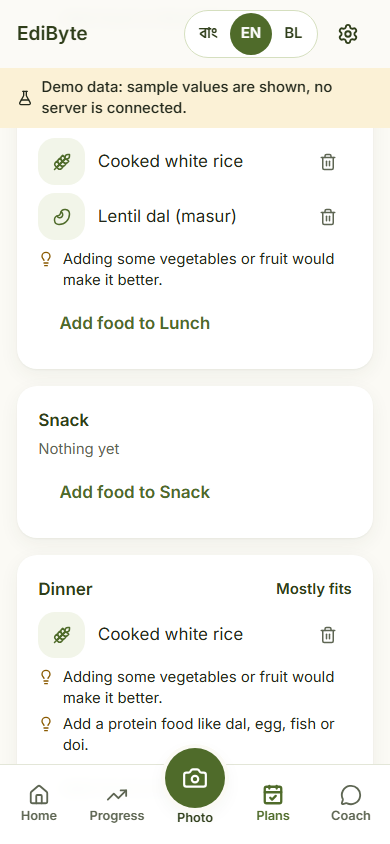 EdiByte
বাং EN BL
Demo data: sample values are shown, no
server is connected.
Cooked white rice
Lentil dal (masur)
Adding some vegetables or fruit would
make it better.
Add food to Lunch
Snack
Nothing yet
Add food to Snack
Dinner Mostly fits
Cooked white rice
Adding some vegetables or fruit would
make it better.
Add a protein food like dal, egg, fish or
doi.
Home Progress Photo Plans Coach